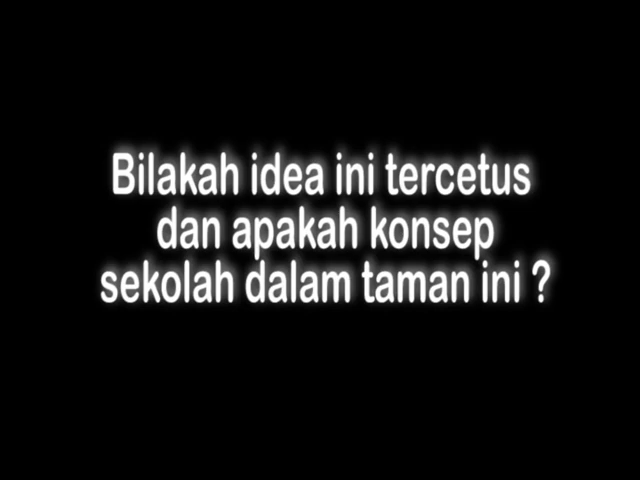 Bilakah idea ini tercetus
dan apakah konsep
sekolah dalam taman ini ?